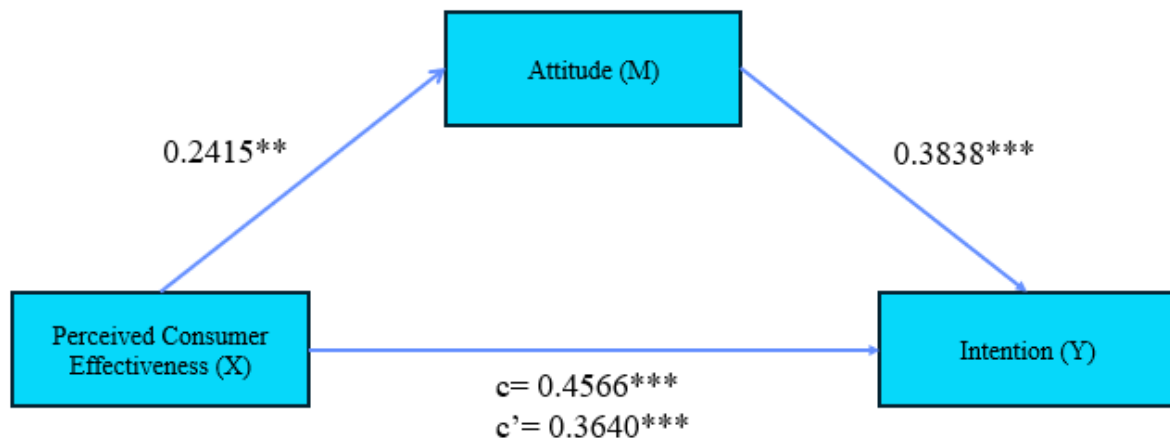 Attitude (M)
0.2415**
0.3838***
Perceived Consumer
Effectiveness (X)
Intention (Y)
c= 0.4566***
c’= 0.3640***